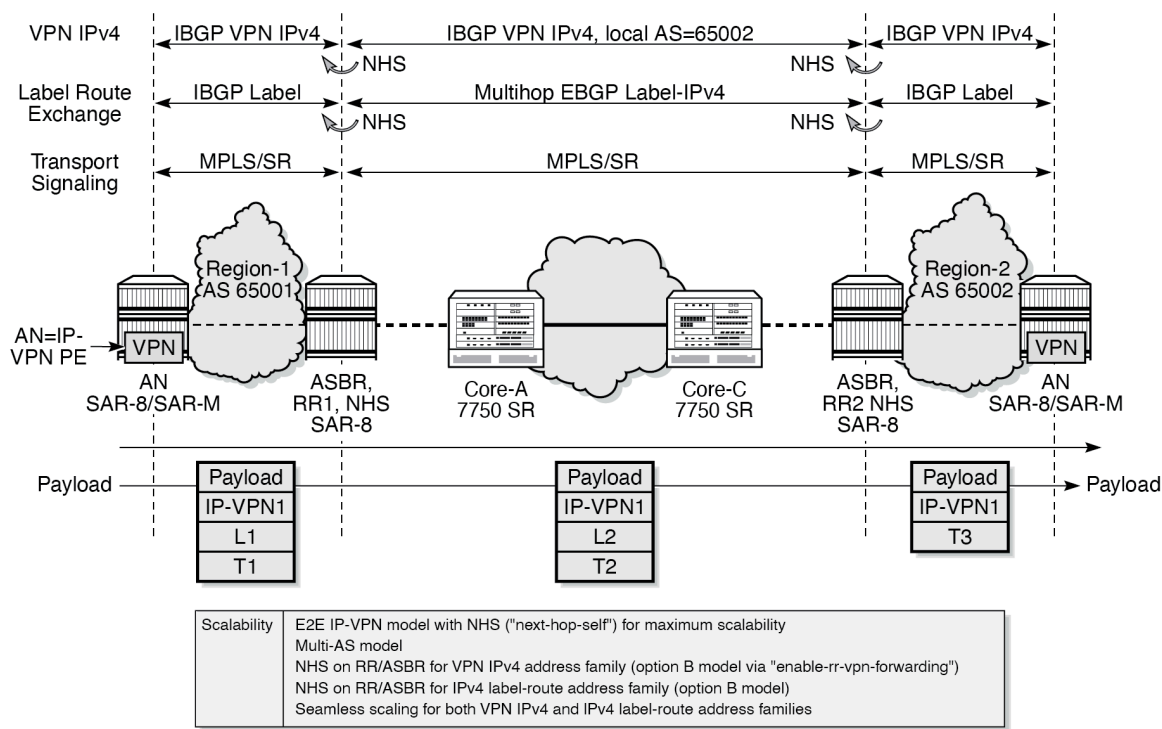 VPN IPv4
IBGP VPN IPv4
IBGP VPN IPv4, local AS=65002
IBGP VPN IPv4
NHS
NHS
Label Route
Exchange
IBGP Label
Multihop EBGP Label-IPv4
IBGP Label
NHS
NHS
Transport
Signaling
MPLS/SR
MPLS/SR
MPLS/SR
Region-1
AS 65001
Region-2
AS 65002
AN=IP-
VPN PE
VPN
VPN
AN
SAR-8/SAR-M
ASBR,
RR1, NHS
SAR-8
Core-A
7750 SR
Core-C
7750 SR
ASBR,
RR2 NHS
SAR-8
AN
SAR-8/SAR-M
Payload
Payload
IP-VPN1
L1
T1
Payload
IP-VPN1
L2
T2
Payload
IP-VPN1
T3
Payload
Scalability
E2E IP-VPN model with NHS ("next-hop-self") for maximum scalability
Multi-AS model
NHS on RR/ASBR for VPN IPv4 address family (option B model via "enable-rr-vpn-forwarding")
NHS on RR/ASBR for IPv4 label-route address family (option B model)
Seamless scaling for both VPN IPv4 and IPv4 label-route address families